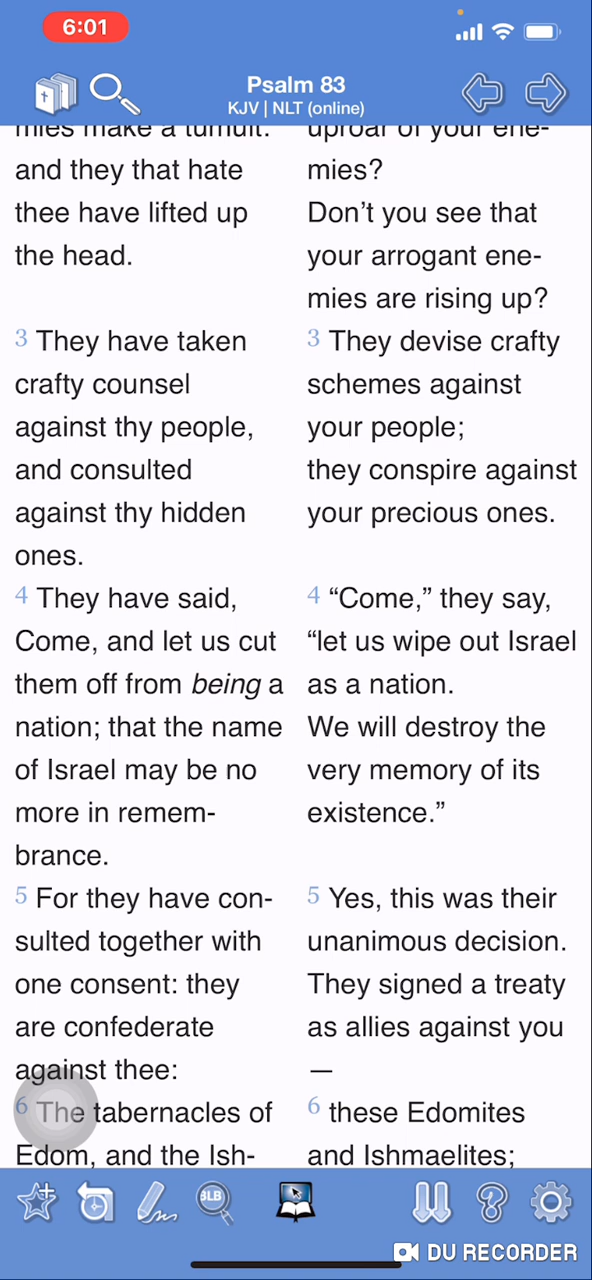 6:01
Psalm 83
KJV | NLT (online)
mies make a tumult:
and they that hate
thee have lifted up
the head.
3 They have taken
crafty counsel
against thy people,
and consulted
against thy hidden
ones.
4 They have said,
Come, and let us cut
them off from being a
nation; that the name
of Israel may be no
more in remem-
brance.
5 For they have con-
sulted together with
one consent: they
are confederate
against thee:
6 The tabernacles of
Edom, and the Ish-
uproar of your ene-
mies?
Don’t you see that
your arrogant ene-
mies are rising up?
3 They devise crafty
schemes against
your people;
they conspire against
your precious ones.
4 “Come,” they say,
“let us wipe out Israel
as a nation.
We will destroy the
very memory of its
existence.”
5 Yes, this was their
unanimous decision.
They signed a treaty
as allies against you
—
6 these Edomites
and Ishmaelites;
BLB
DU RECORDER